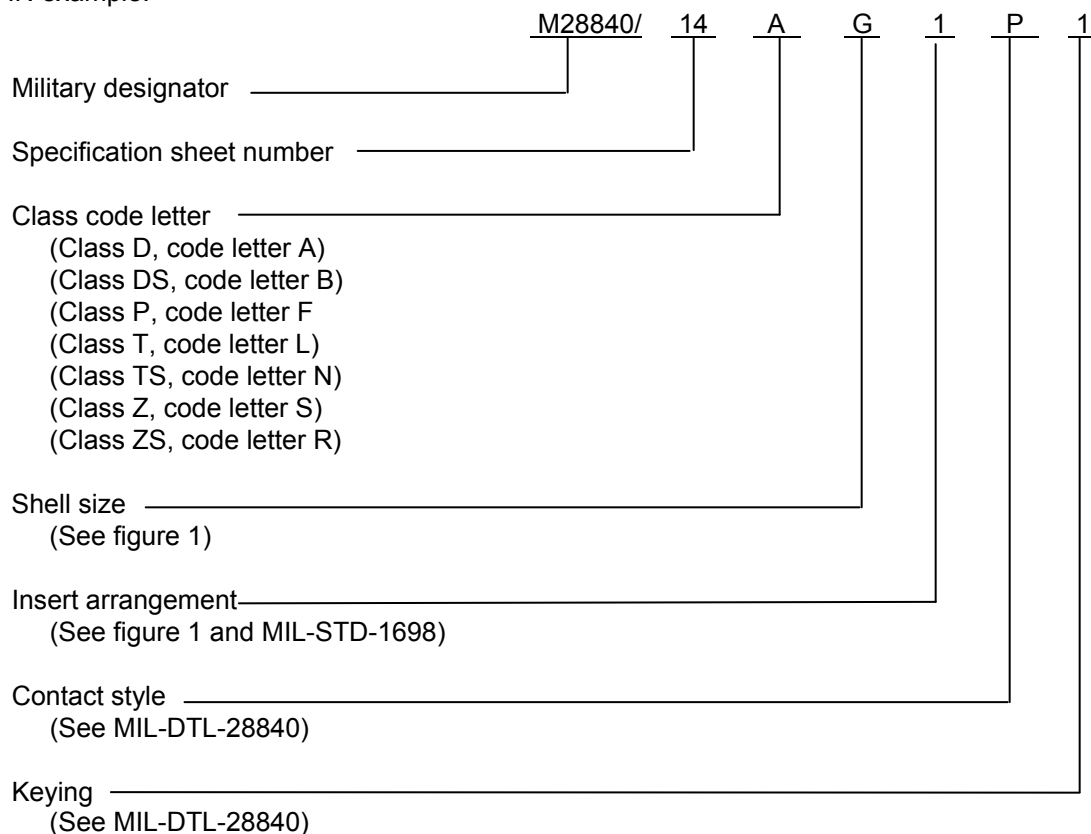 M28840/ 14 A G 1 P 1
Military designator
Specification sheet number
Class code letter
(Class D, code letter A)
(Class DS, code letter B)
(Class P, code letter F
(Class T, code letter L)
(Class TS, code letter N)
(Class Z, code letter S)
(Class ZS, code letter R)
Shell size
(See figure 1)
Insert arrangement
(See figure 1 and MIL-STD-1698)
Contact style
(See MIL-DTL-28840)
Keying
(See MIL-DTL-28840)